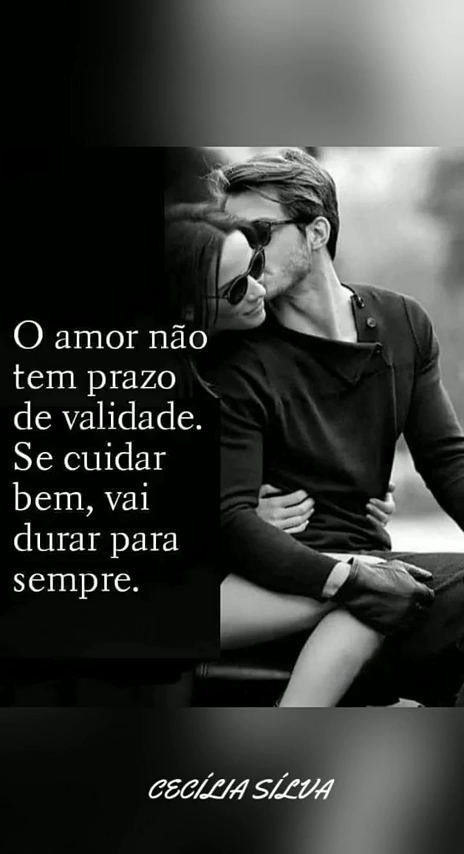 O amor não
tem prazo
de validade.
Se cuidar
bem, vai
durar para
sempre.
CECÍLIA SÍLVA